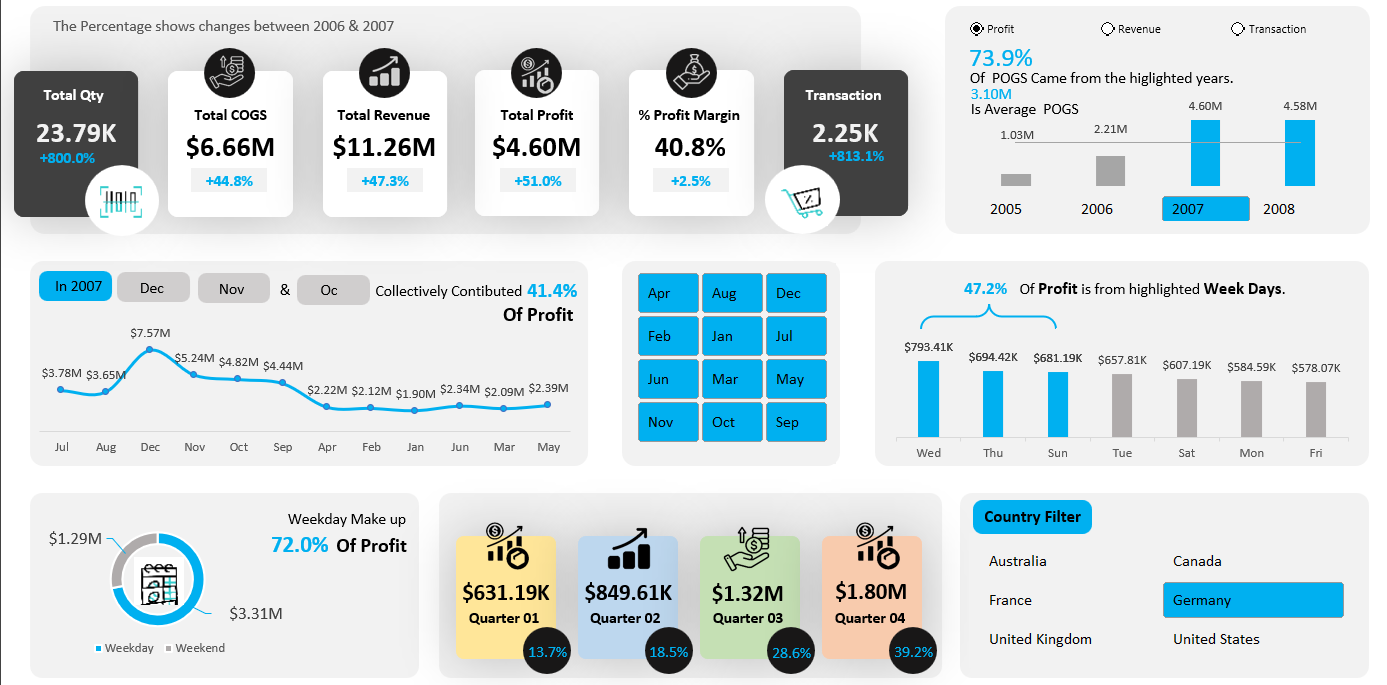 The Percentage shows changes between 2006 & 2007
Total Qty
23.79K
+800.0%
Total COGS
$6.66M
+44.8%
Total Revenue
$11.26M
+47.3%
Total Profit
$4.60M
+51.0%
% Profit Margin
40.8%
+2.5%
Transaction
2.25K
+813.1%
Profit Revenue Transaction
73.9%
Of POGS Came from the higlighted years.
3.10M
Is Average POGS
1.03M 2.21M 4.60M 4.58M
2005 2006 2007 2008
In 2007 Dec Nov & Oc Collectively Contibuted 41.4%
Of Profit
$3.78M $3.65M $7.57M $5.24M $4.82M $4.44M $2.22M $2.12M $1.90M $2.34M $2.09M $2.39M
Jul Aug Dec Nov Oct Sep Apr Feb Jan Jun Mar May
Apr Aug Dec
Feb Jan Jul
Jun Mar May
Nov Oct Sep
47.2% Of Profit is from highlighted Week Days.
$793.41K $694.42K $681.19K $657.81K $607.19K $584.59K $578.07K
Wed Thu Sun Tue Sat Mon Fri
Weekday Make up
72.0% Of Profit
$1.29M
$3.31M
Weekday Weekend
$631.19K
Quarter 01
13.7%
$849.61K
Quarter 02
18.5%
$1.32M
Quarter 03
28.6%
$1.80M
Quarter 04
39.2%
Country Filter
Australia Canada
France Germany
United Kingdom United States